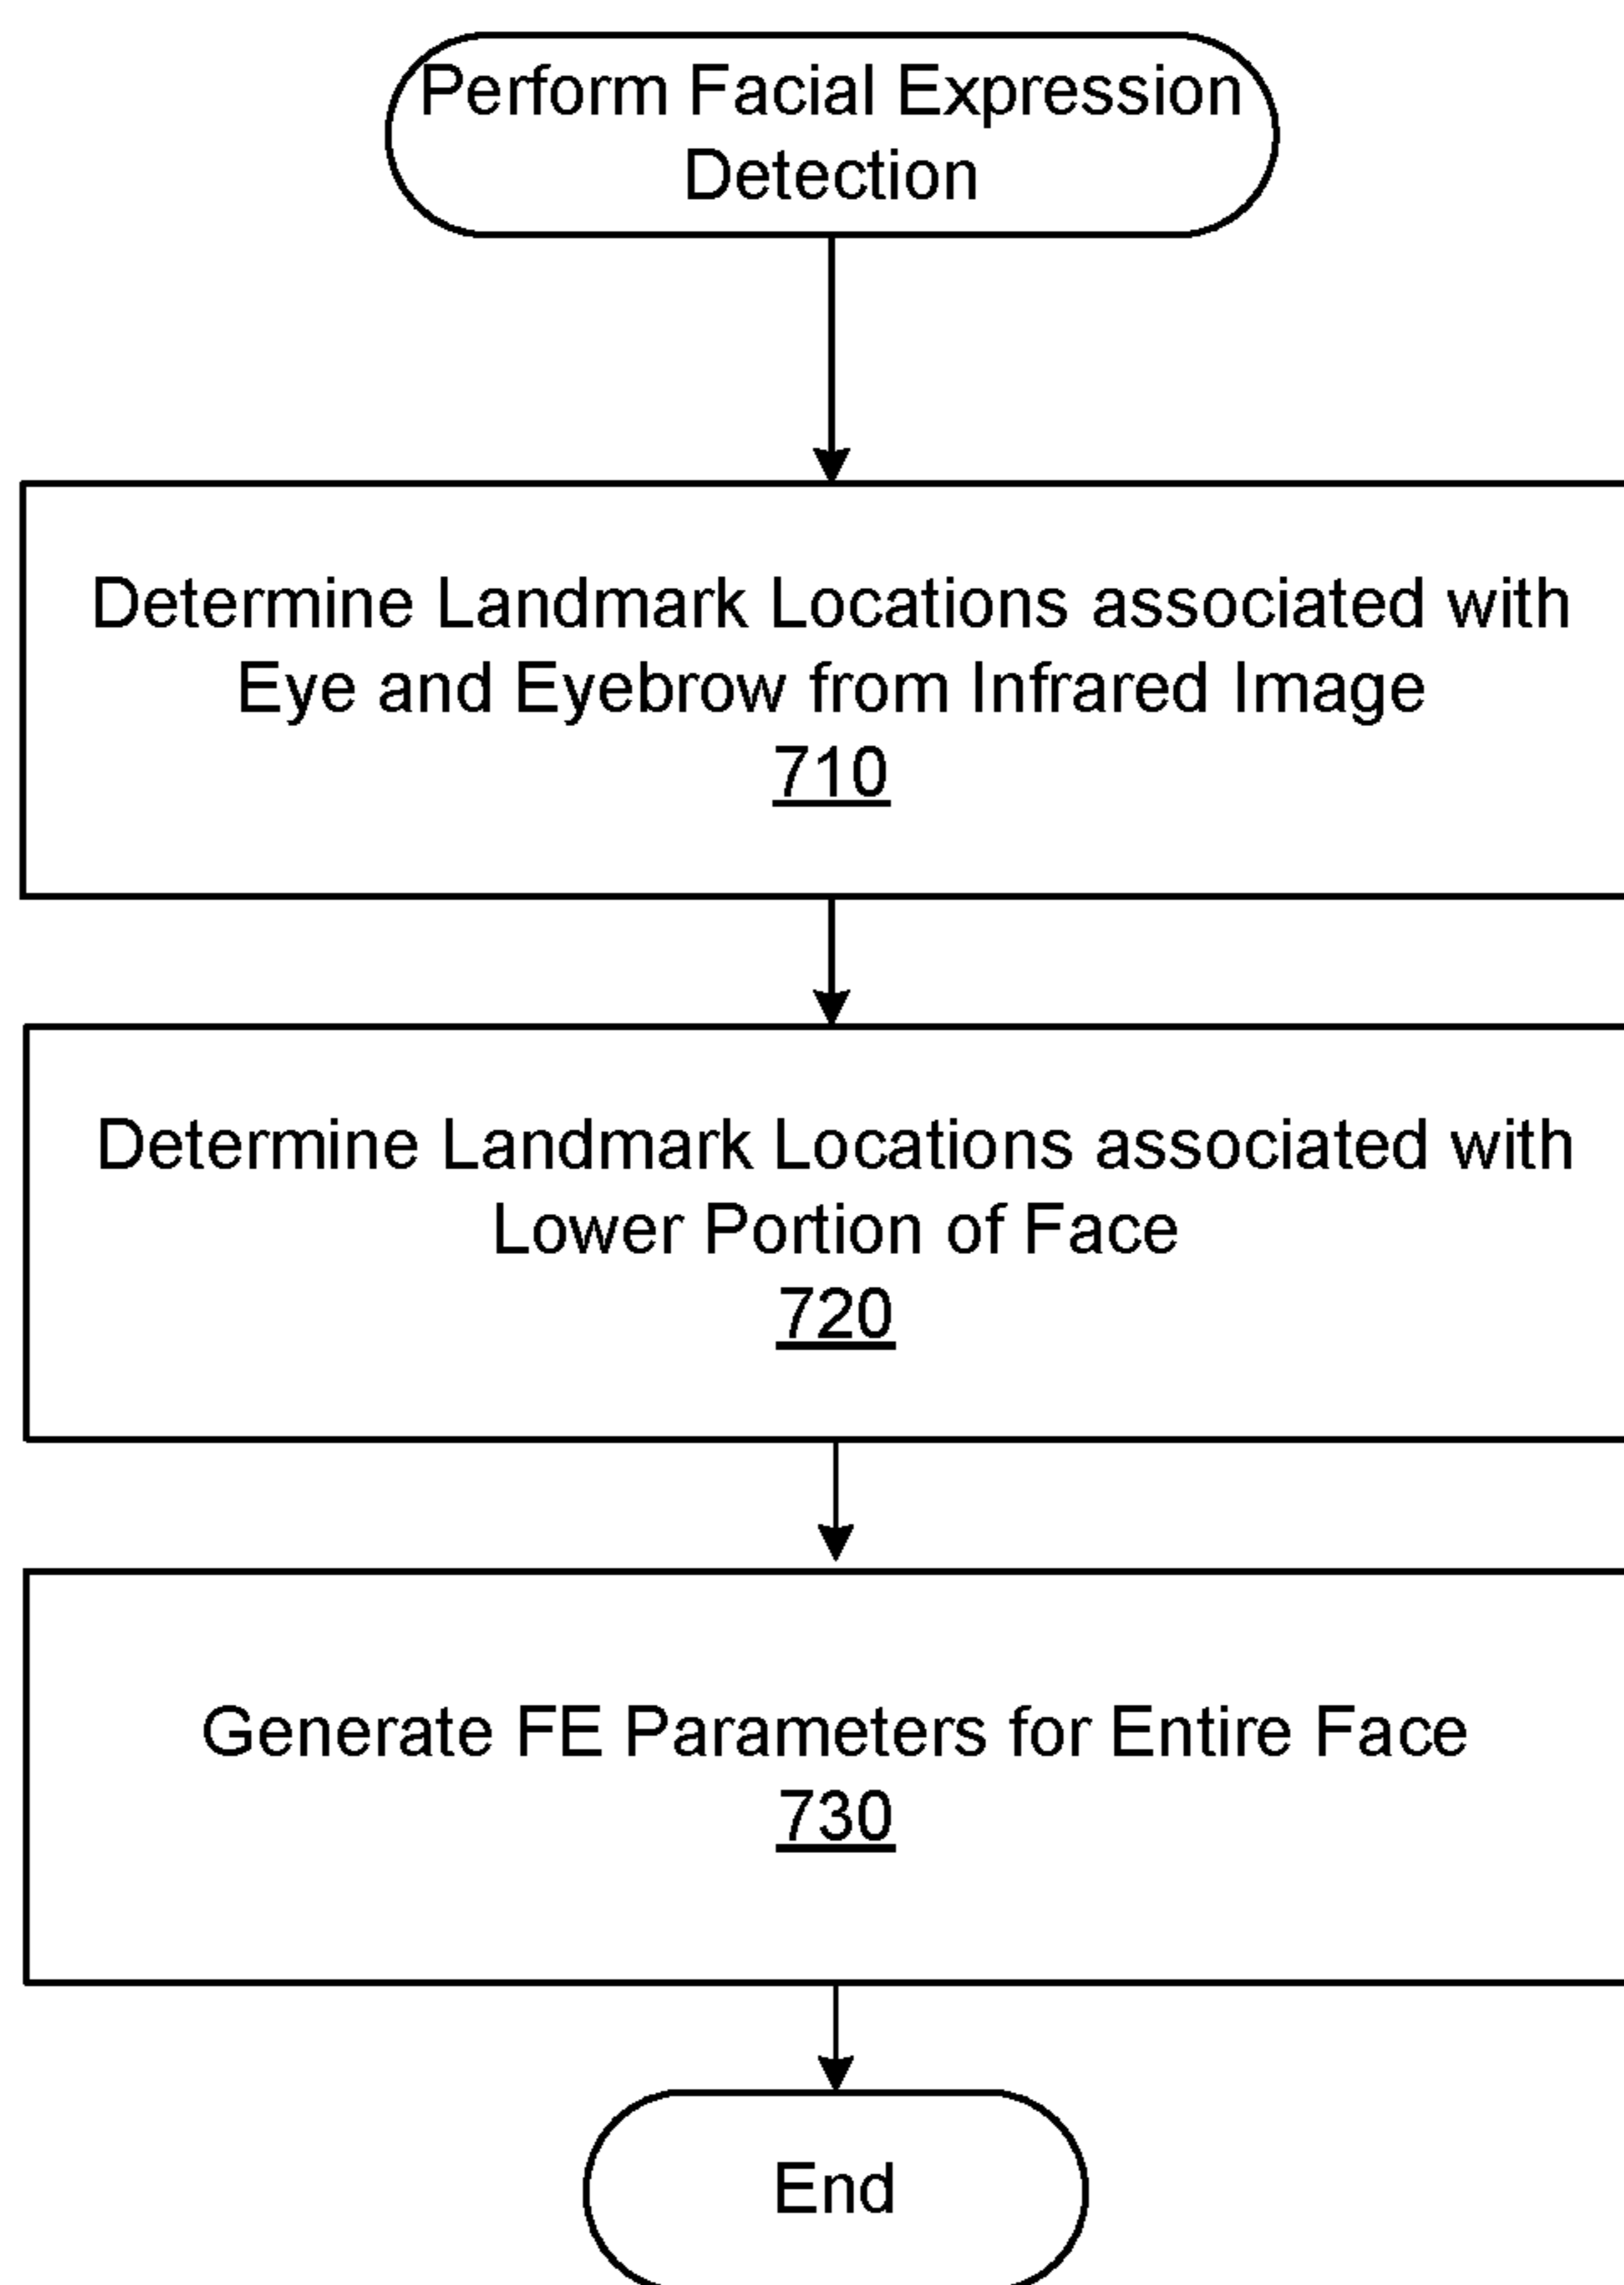 Perform Facial Expression
Detection
Determine Landmark Locations associated with
Eye and Eyebrow from Infrared Image
710
Determine Landmark Locations associated with
Lower Portion of Face
720
Generate FE Parameters for Entire Face
730
End